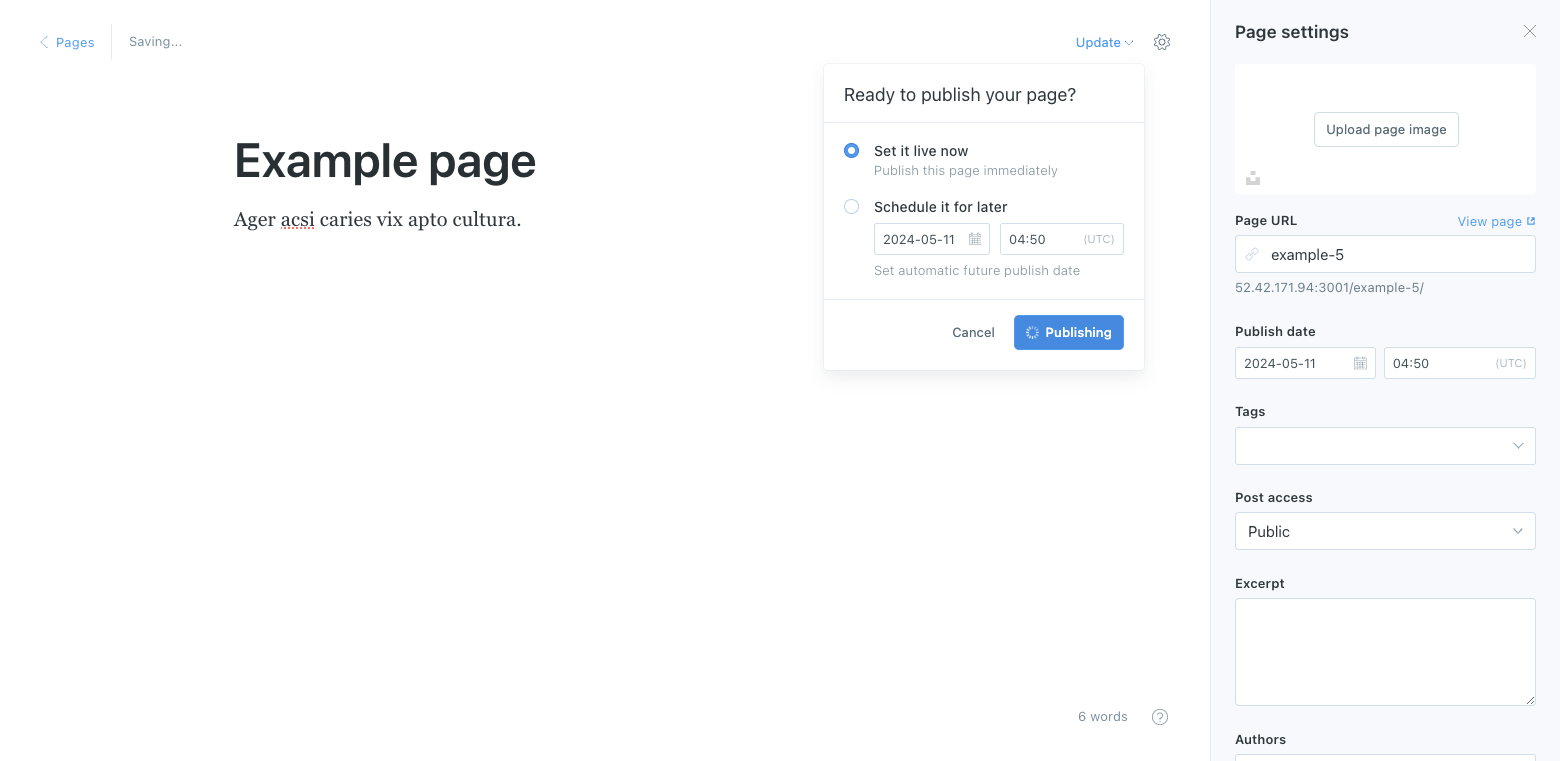 Pages
Saving...
Update
Ready to publish your page?
Set it live now
Publish this page immediately
Schedule it for later
2024-05-11
04:50 (UTC)
Set automatic future publish date
Cancel
Publishing
Example page
Ager acsi caries vix apto cultura.
6 words
?
Page settings
Upload page image
Page URL
View page
example-5
52.42.171.94:3001/example-5/
Publish date
2024-05-11
04:50 (UTC)
Tags
Post access
Public
Excerpt
Authors